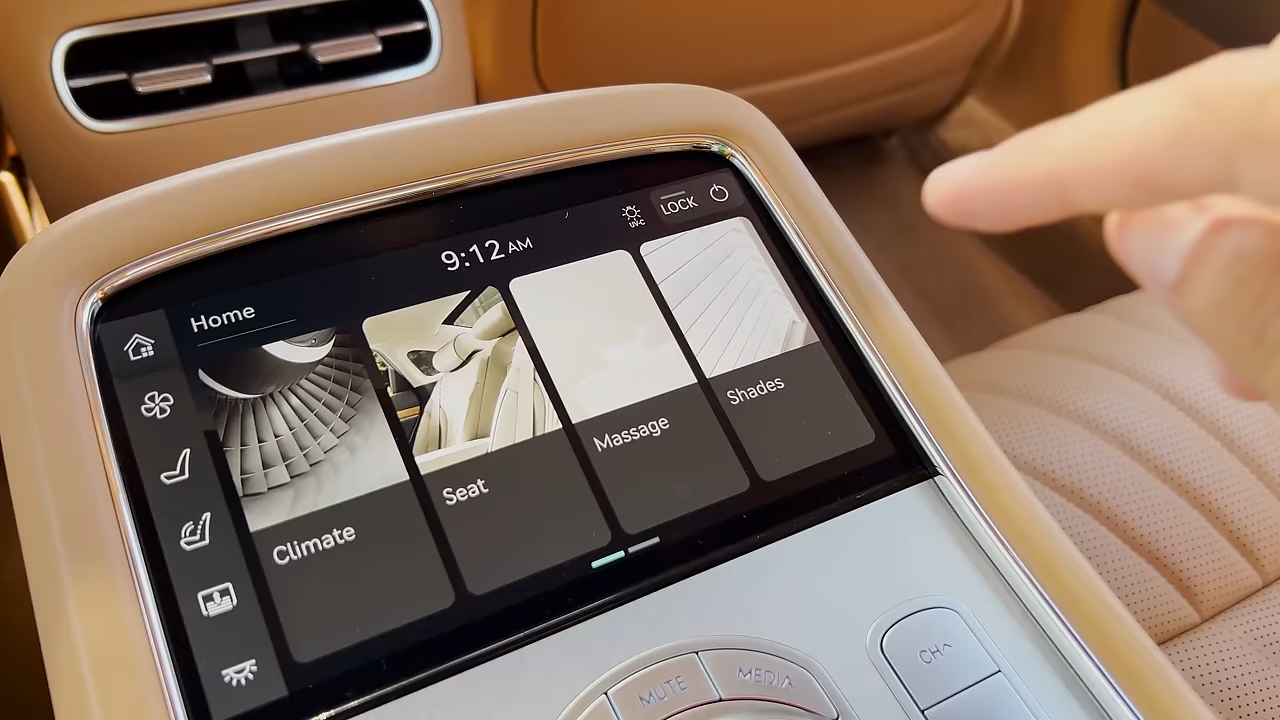 UV-C
LOCK
9:12 AM
Home
Climate
Seat
Massage
Shades
MUTE
MEDIA
CH